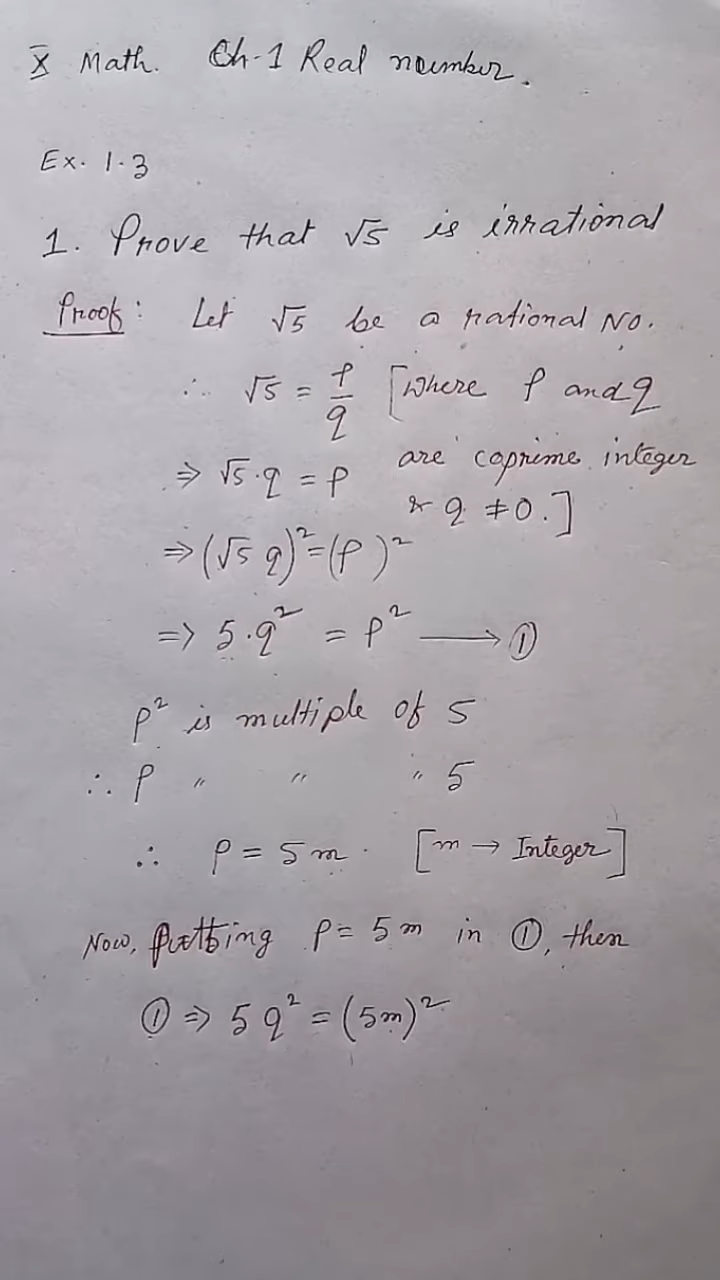 X Math. Ch-1 Real number.
Ex. 1.3
1. Prove that √5 is irrational
Proof: Let √5 be a rational No.
∴ √5 = p/q [Where p and q
⇒ √5·q = p are coprime integer
& q ≠ 0.]
⇒ (√5 q)² = (p)²
⇒ 5·q² = p² ⟶ ①
p² is multiple of 5
∴ p " " " 5
∴ p = 5m. [m → Integer]
Now, putting p = 5m in ①, then
① ⇒ 5q² = (5m)²